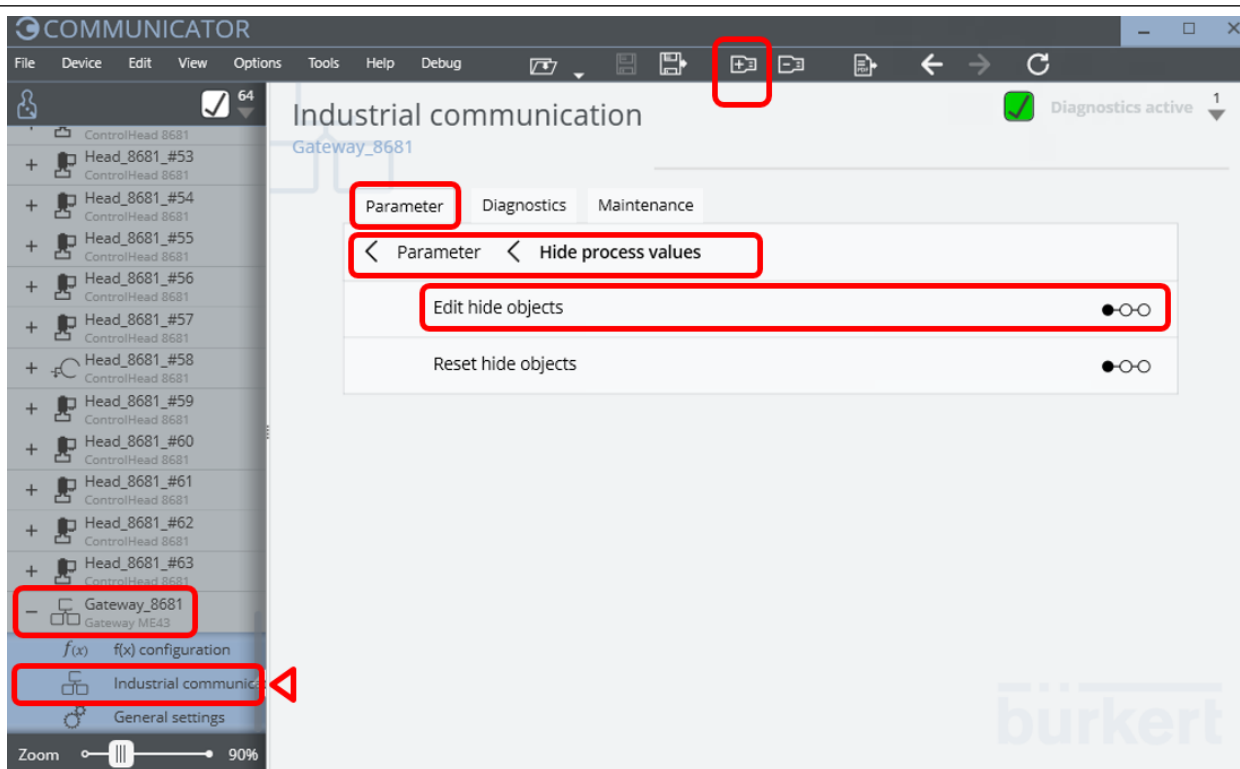 COMMUNICATOR
File Device Edit View Options Tools Help Debug
64
ControlHead 8681
Head_8681_#53
ControlHead 8681
Head_8681_#54
ControlHead 8681
Head_8681_#55
ControlHead 8681
Head_8681_#56
ControlHead 8681
Head_8681_#57
ControlHead 8681
Head_8681_#58
ControlHead 8681
Head_8681_#59
ControlHead 8681
Head_8681_#60
ControlHead 8681
Head_8681_#61
ControlHead 8681
Head_8681_#62
ControlHead 8681
Head_8681_#63
ControlHead 8681
Gateway_8681
Gateway ME43
f(x) f(x) configuration
Industrial communica
General settings
Zoom 90%
Industrial communication
Gateway_8681
Diagnostics active 1
Parameter Diagnostics Maintenance
Parameter Hide process values
Edit hide objects
Reset hide objects
bürkert